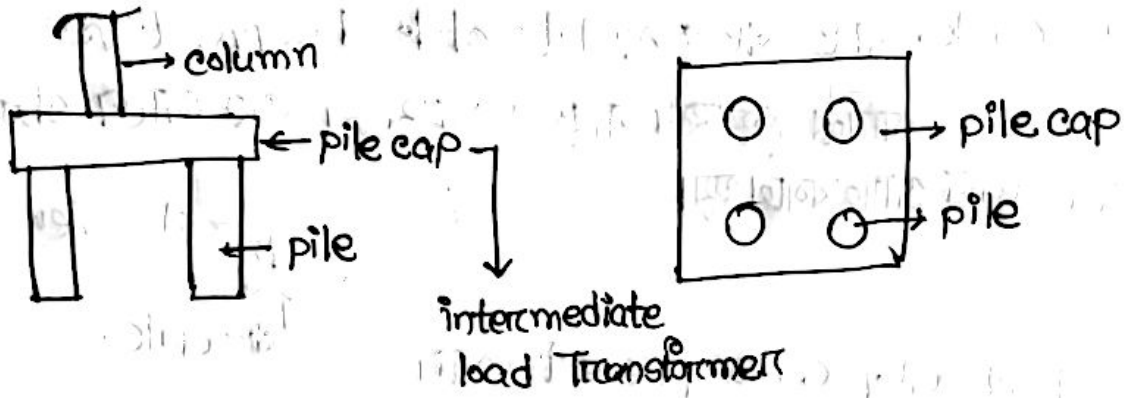 column
pile cap
pile
intermediate
load Transformer
pile cap
pile